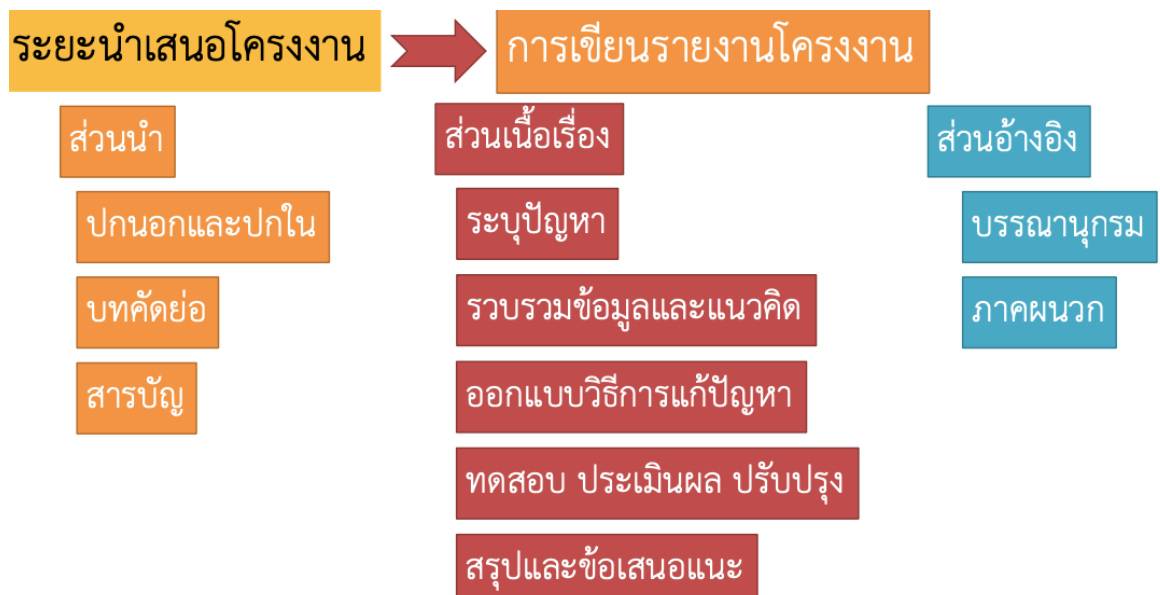 ระยะนำเสนอโครงงาน
การเขียนรายงานโครงงาน
ส่วนนำ
ปกนอกและปกใน
บทคัดย่อ
สารบัญ
ส่วนเนื้อเรื่อง
ระบุปัญหา
รวบรวมข้อมูลและแนวคิด
ออกแบบวิธีการแก้ปัญหา
ทดสอบ ประเมินผล ปรับปรุง
สรุปและข้อเสนอแนะ
ส่วนอ้างอิง
บรรณานุกรม
ภาคผนวก